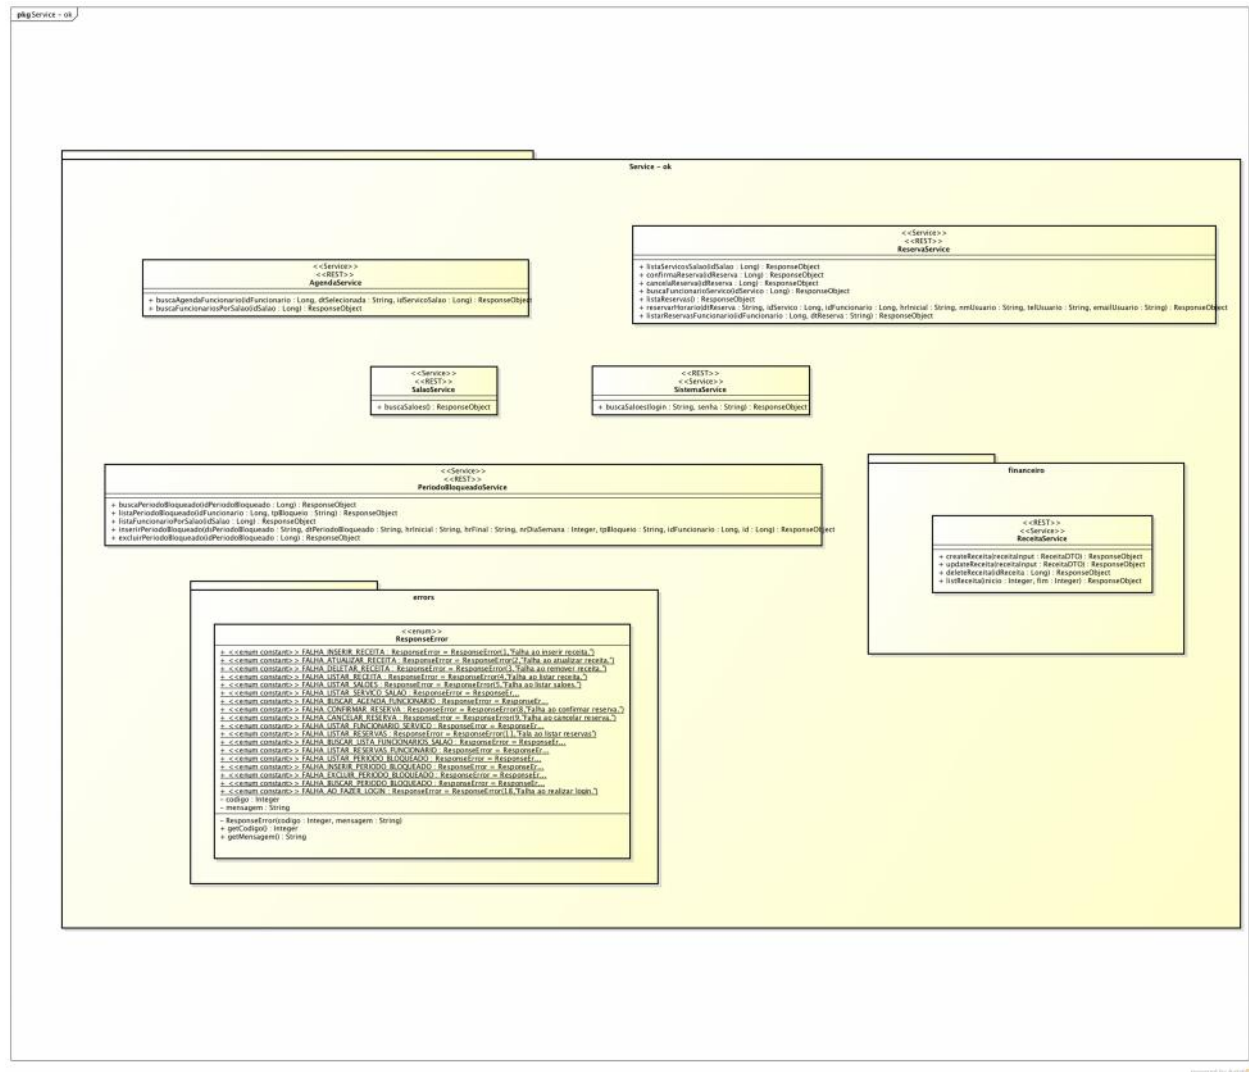 pkg Service - ok
Service - ok
<<Service>>
<<REST>>
AgendaService
+ buscaAgendaFuncionario(idFuncionario : Long, dtSelecionada : String, idServicoSalao : Long) : ResponseObject
+ buscaFuncionariosPorSalao(idSalao : Long) : ResponseObject
<<Service>>
<<REST>>
ReservaService
+ listaServicosSalao(idSalao : Long) : ResponseObject
+ confirmaReserva(idReserva : Long) : ResponseObject
+ cancelaReserva(idReserva : Long) : ResponseObject
+ buscaFuncionarioServico(idServico : Long) : ResponseObject
+ listaReservas() : ResponseObject
+ reservarHorario(dtReserva : String, idServico : Long, idFuncionario : Long, hrInicial : String, nmUsuario : String, telUsuario : String, emailUsuario : String) : ResponseObject
+ listarReservasFuncionario(idFuncionario : Long, dtReserva : String) : ResponseObject
<<Service>>
<<REST>>
SalaoService
+ buscaSaloes() : ResponseObject
<<REST>>
<<Service>>
SistemaService
+ buscaSaloes(login : String, senha : String) : ResponseObject
<<Service>>
<<REST>>
PeriodoBloqueadoService
+ buscaPeriodoBloqueado(idPeriodoBloqueado : Long) : ResponseObject
+ listaPeriodoBloqueado(idFuncionario : Long, tpBloqueio : String) : ResponseObject
+ listaFuncionarioPorSalao(idSalao : Long) : ResponseObject
+ inserirPeriodoBloqueado(dsPeriodoBloqueado : String, dtPeriodoBloqueado : String, hrInicial : String, hrFinal : String, nrDiaSemana : Integer, tpBloqueio : String, idFuncionario : Long, id : Long) : ResponseObject
+ excluirPeriodoBloqueado(idPeriodoBloqueado : Long) : ResponseObject
financeiro
<<REST>>
<<Service>>
ReceitaService
+ createReceita(receitaInput : ReceitaDTO) : ResponseObject
+ updateReceita(receitaInput : ReceitaDTO) : ResponseObject
+ deleteReceita(idReceita : Long) : ResponseObject
+ listReceita(inicio : Integer, fim : Integer) : ResponseObject
errors
<<enum>>
ResponseError
+ <<enum constant>> FALHA_INSERIR_RECEITA : ResponseError = ResponseError(1,"Falha ao inserir receita.")
+ <<enum constant>> FALHA_ATUALIZAR_RECEITA : ResponseError = ResponseError(2,"Falha ao atualizar receita.")
+ <<enum constant>> FALHA_DELETAR_RECEITA : ResponseError = ResponseError(3,"Falha ao remover receita.")
+ <<enum constant>> FALHA_LISTAR_RECEITA : ResponseError = ResponseError(4,"Falha ao listar receita.")
+ <<enum constant>> FALHA_LISTAR_SALOES : ResponseError = ResponseError(5,"Falha ao listar saloes.")
+ <<enum constant>> FALHA_LISTAR_SERVICO_SALAO : ResponseError = ResponseEr...
+ <<enum constant>> FALHA_BUSCAR_AGENDA_FUNCIONARIO : ResponseError = ResponseEr...
+ <<enum constant>> FALHA_CONFIRMAR_RESERVA : ResponseError = ResponseError(8,"Falha ao confirmar reserva.")
+ <<enum constant>> FALHA_CANCELAR_RESERVA : ResponseError = ResponseError(9,"Falha ao cancelar reserva.")
+ <<enum constant>> FALHA_LISTAR_FUNCIONARIO_SERVICO : ResponseError = ResponseEr...
+ <<enum constant>> FALHA_LISTAR_RESERVAS : ResponseError = ResponseError(11,"Fala ao listar reservas")
+ <<enum constant>> FALHA_BUSCAR_LISTA_FUNCIONARIOS_SALAO : ResponseError = ResponseEr...
+ <<enum constant>> FALHA_LISTAR_RESERVAS_FUNCIONARIO : ResponseError = ResponseEr...
+ <<enum constant>> FALHA_LISTAR_PERIODO_BLOQUEADO : ResponseError = ResponseEr...
+ <<enum constant>> FALHA_INSERIR_PERIODO_BLOQUEADO : ResponseError = ResponseEr...
+ <<enum constant>> FALHA_EXCLUIR_PERIODO_BLOQUEADO : ResponseError = ResponseEr...
+ <<enum constant>> FALHA_BUSCAR_PERIODO_BLOQUEADO : ResponseError = ResponseEr...
+ <<enum constant>> FALHA_AO_FAZER_LOGIN : ResponseError = ResponseError(18,"Falha ao realizar login.")
- codigo : Integer
- mensagem : String
- ResponseError(codigo : Integer, mensagem : String)
+ getCodigo() : Integer
+ getMensagem() : String